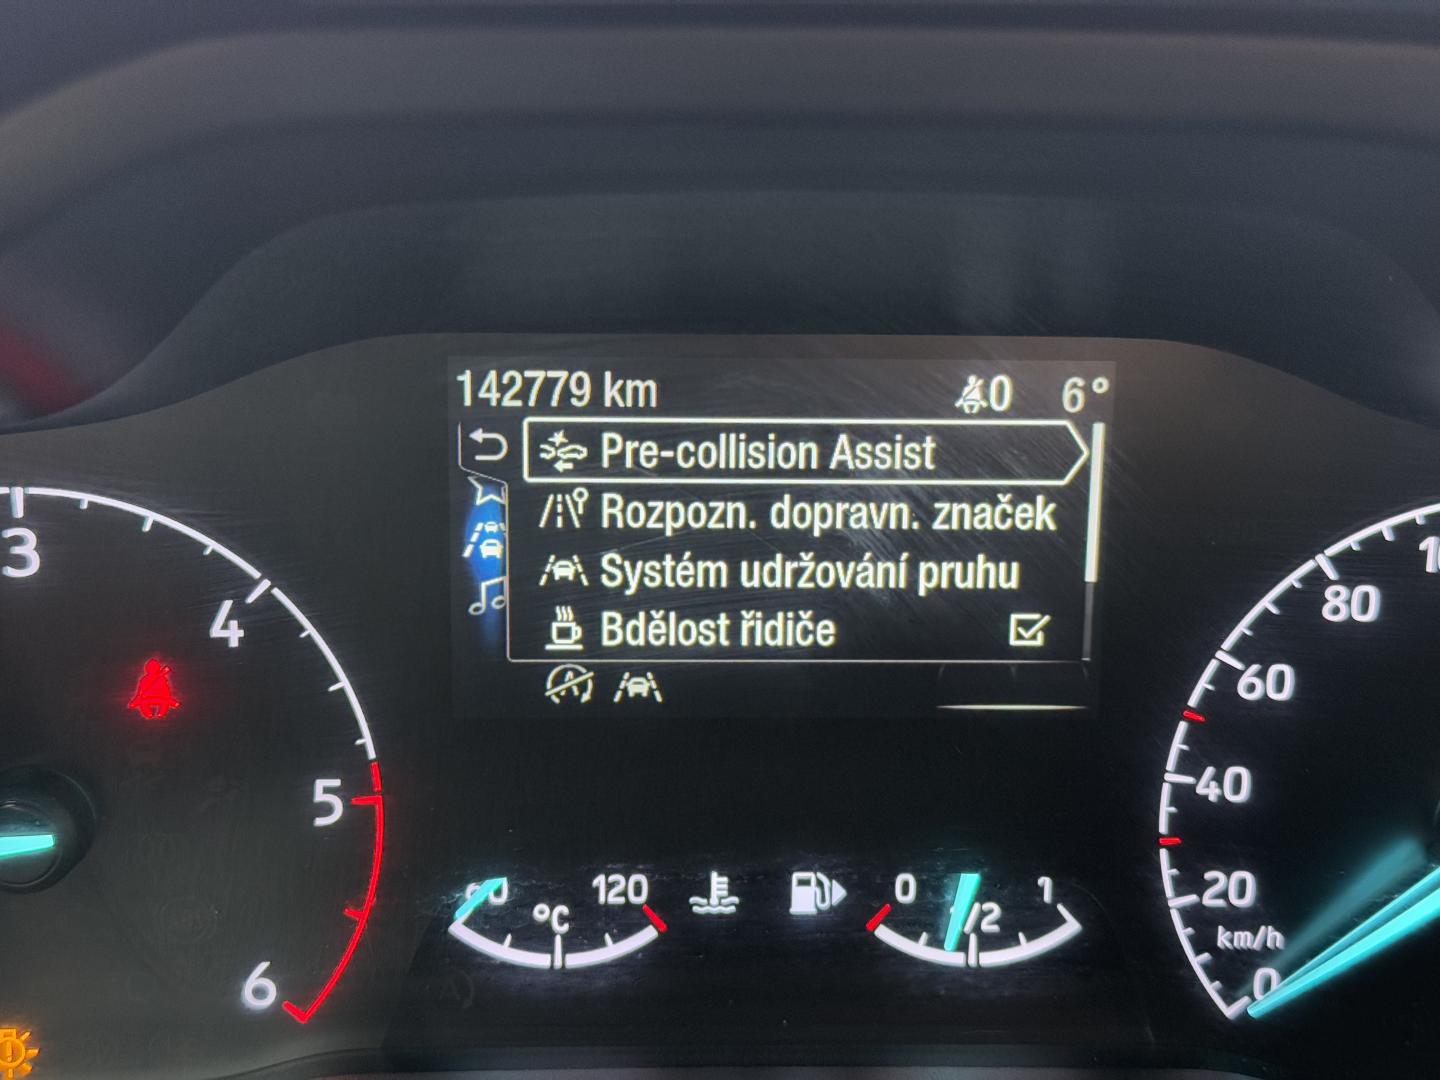 142779 km 0 6°
Pre-collision Assist
Rozpozn. dopravn. značek
Systém udržování pruhu
Bdělost řidiče
A
3
4
5
6
80
60
40
20
km/h
0
120
°C
0
1/2
1